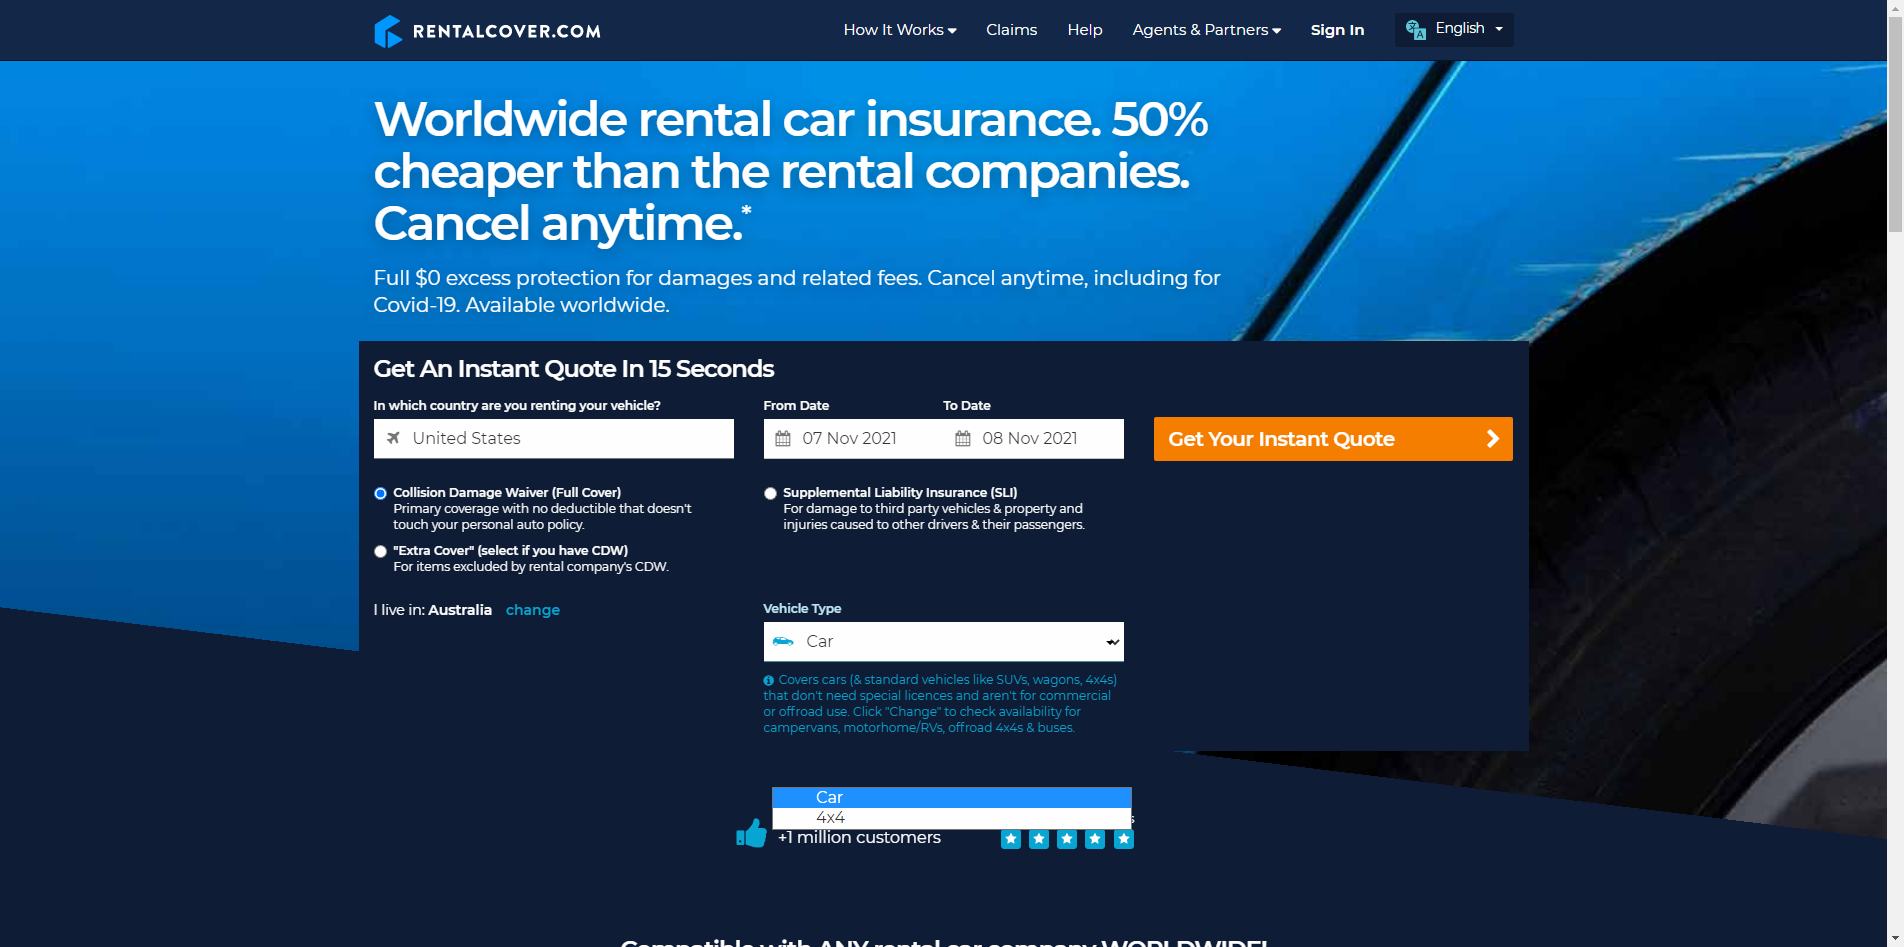 RENTALCOVER.COM
How It Works
Claims
Help
Agents & Partners
Sign In
English
Worldwide rental car insurance. 50%
cheaper than the rental companies.
Cancel anytime.*
Full $0 excess protection for damages and related fees. Cancel anytime, including for
Covid-19. Available worldwide.
Get An Instant Quote In 15 Seconds
In which country are you renting your vehicle?
United States
From Date
To Date
07 Nov 2021
08 Nov 2021
Get Your Instant Quote
Collision Damage Waiver (Full Cover)
Primary coverage with no deductible that doesn't
touch your personal auto policy.
Supplemental Liability Insurance (SLI)
For damage to third party vehicles & property and
injuries caused to other drivers & their passengers.
"Extra Cover" (select if you have CDW)
For items excluded by rental company's CDW.
I live in: Australia change
Vehicle Type
Car
Covers cars (& standard vehicles like SUVs, wagons, 4x4s)
that don't need special licences and aren't for commercial
or offroad use. Click "Change" to check availability for
campervans, motorhome/RVs, offroad 4x4s & buses.
Car
4x4
+1 million customers
Compatible with ANY rental car company WORLDWIDE!